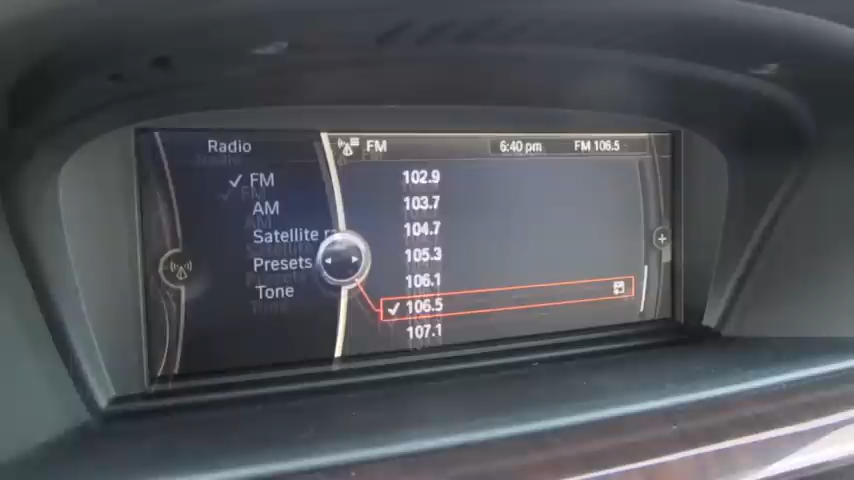 Radio
FM
AM
Satellite r
Presets
Tone
FM 6:40 pm FM 106.5
102.9
103.7
104.7
105.3
106.1
106.5
107.1